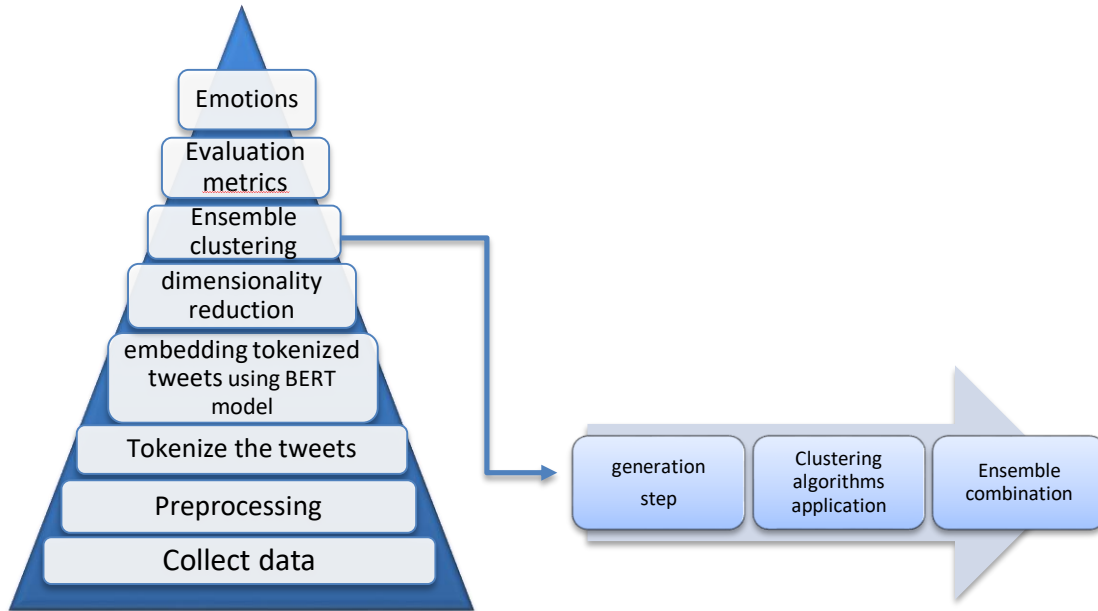 Emotions
Evaluation
metrics
Ensemble
clustering
dimensionality
reduction
embedding tokenized
tweets using BERT
model
Tokenize the tweets
Preprocessing
Collect data
generation
step
Clustering
algorithms
application
Ensemble
combination